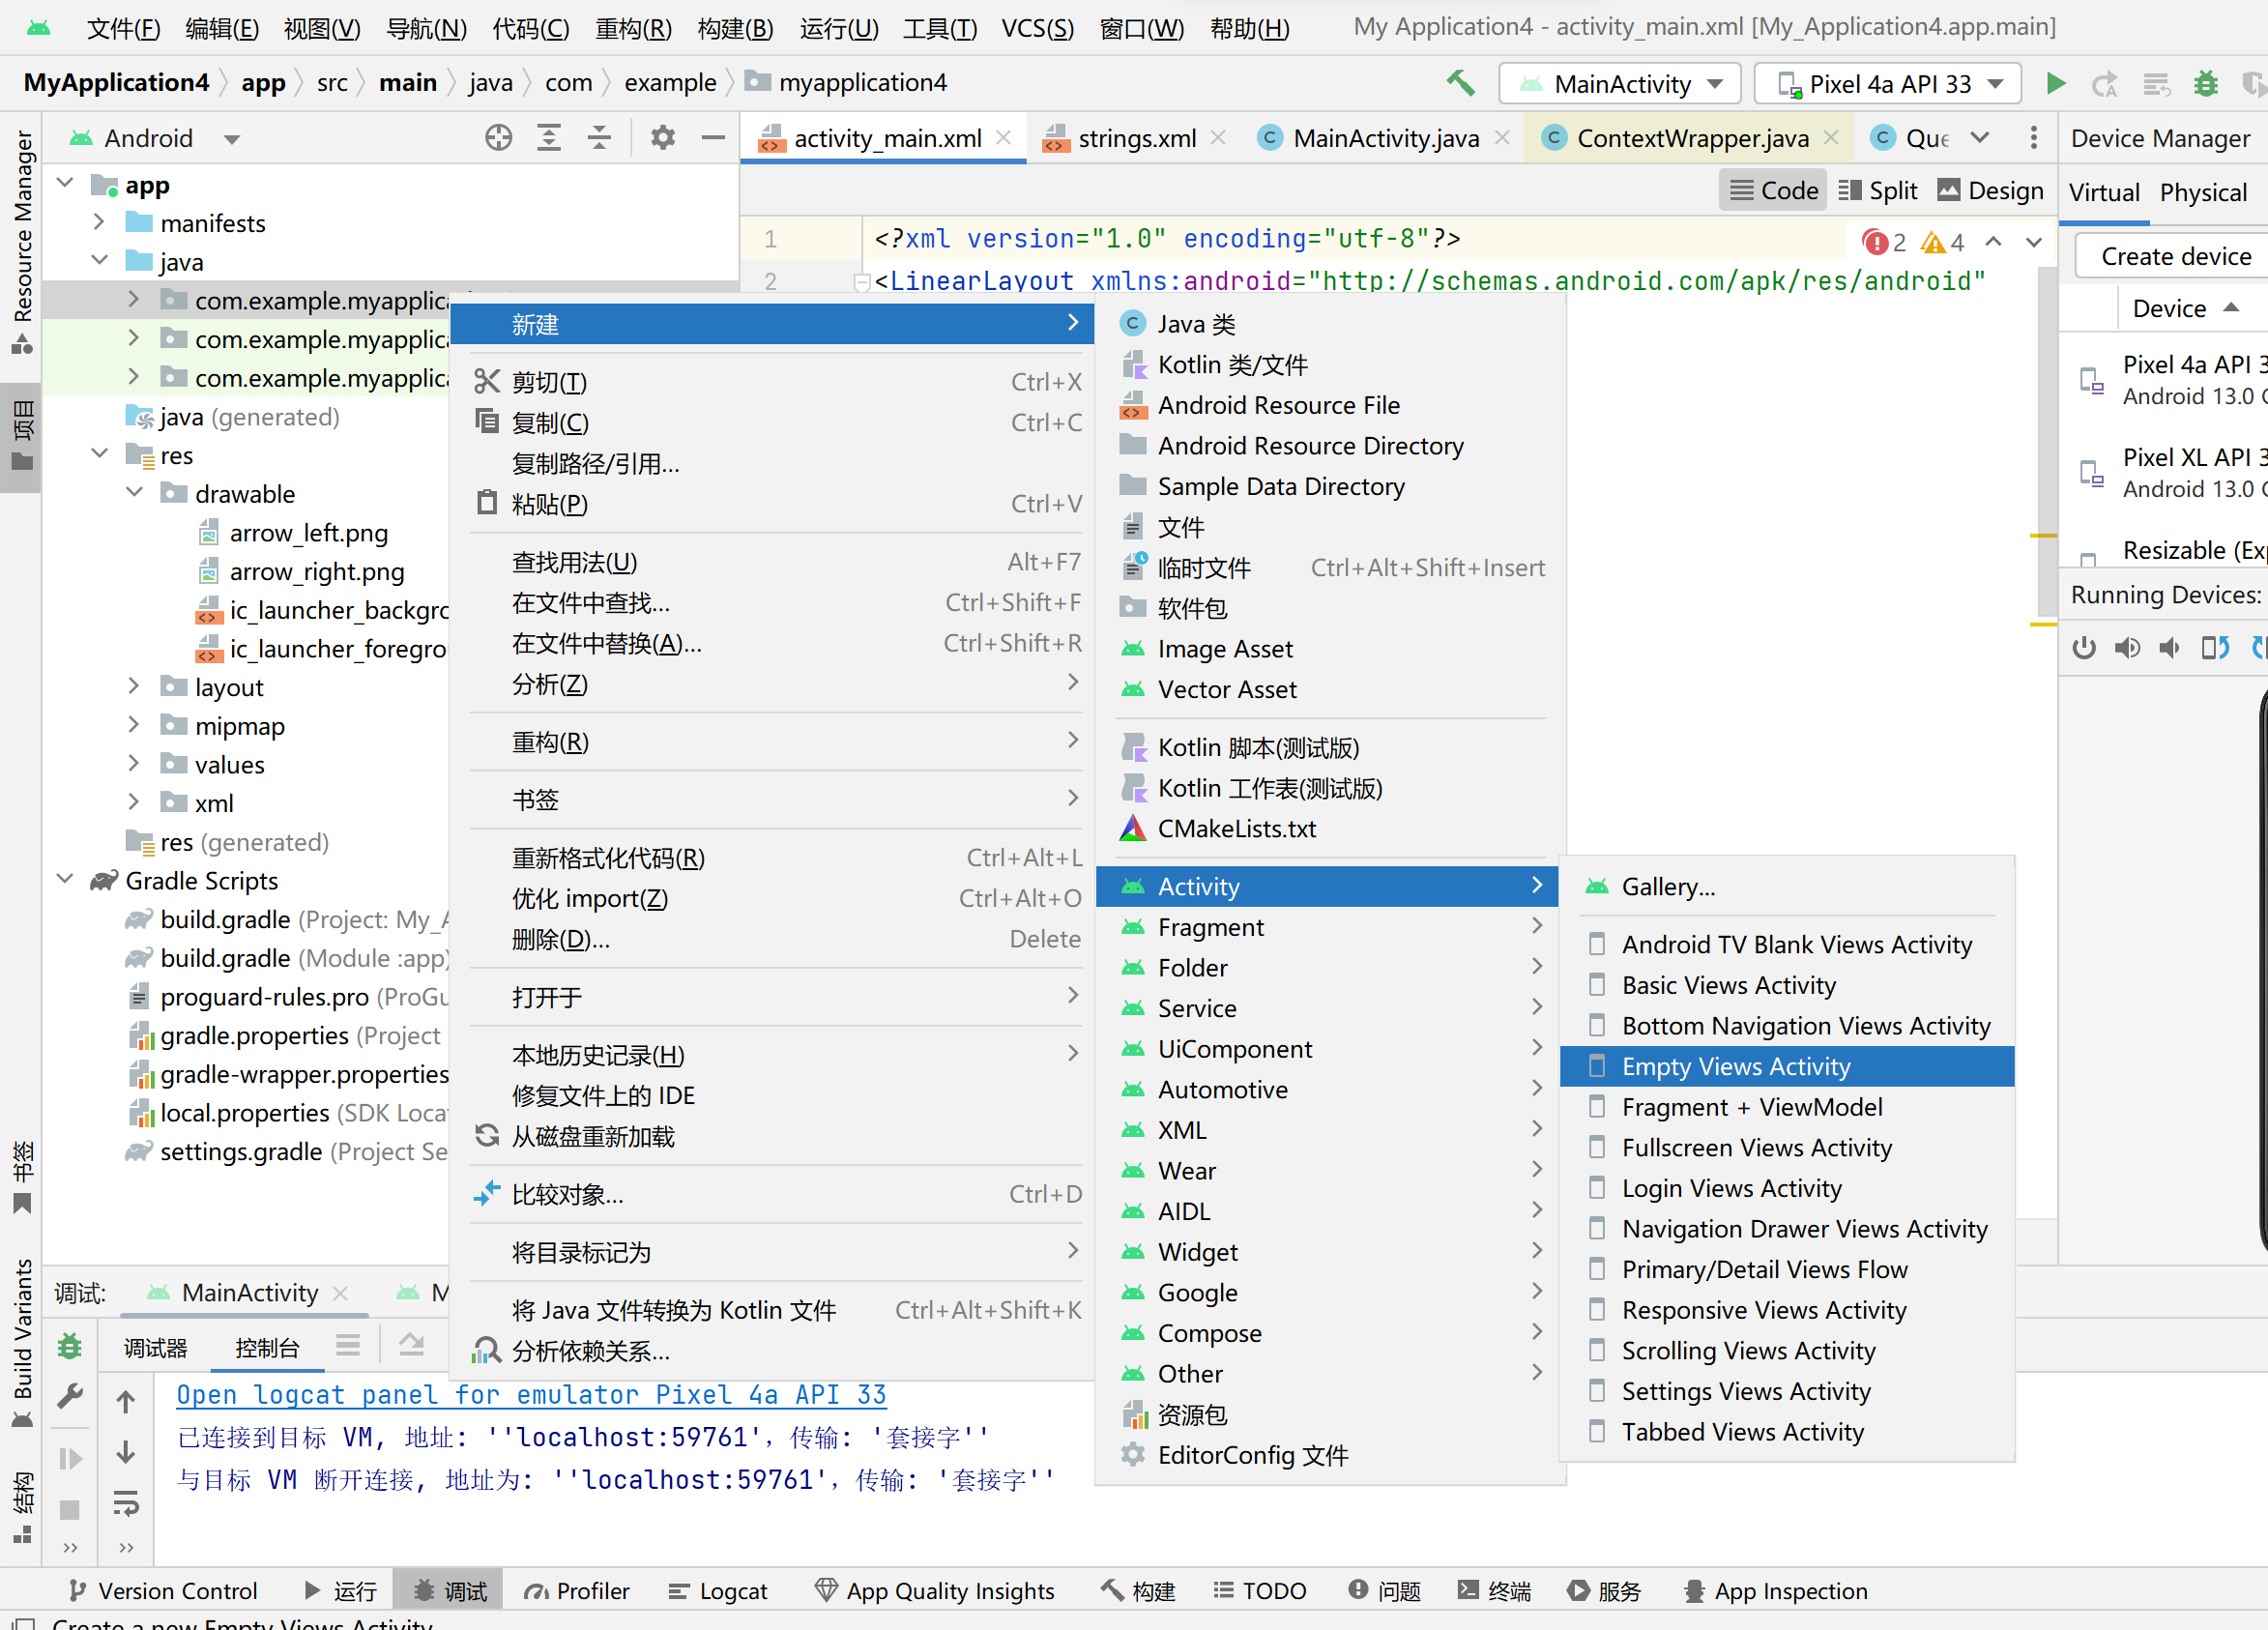 文件(F) 编辑(E) 视图(V) 导航(N) 代码(C) 重构(R) 构建(B) 运行(U) 工具(T) VCS(S) 窗口(W) 帮助(H) My Application4 - activity_main.xml [My_Application4.app.main]
MyApplication4 app src main java com example myapplication4 MainActivity Pixel 4a API 33
Android activity_main.xml strings.xml MainActivity.java ContextWrapper.java Que Device Manager
Code Split Design Virtual Physical
1 <?xml version="1.0" encoding="utf-8"?> 2 4
2 <LinearLayout xmlns:android="http://schemas.android.com/apk/res/android"
Create device
Device
Pixel 4a API 3
Android 13.0
Pixel XL API 3
Android 13.0
Resizable (Exp
Running Devices:
Resource Manager
项目
书签
Build Variants
结构
app
manifests
java
com.example.myapplica
com.example.myapplica
com.example.myapplica
java (generated)
res
drawable
arrow_left.png
arrow_right.png
ic_launcher_backgro
ic_launcher_foregro
layout
mipmap
values
xml
res (generated)
Gradle Scripts
build.gradle (Project: My_A
build.gradle (Module :app)
proguard-rules.pro (ProGu
gradle.properties (Project
gradle-wrapper.properties
local.properties (SDK Loca
settings.gradle (Project Se
新建
剪切(T) Ctrl+X
复制(C) Ctrl+C
复制路径/引用...
粘贴(P) Ctrl+V
查找用法(U) Alt+F7
在文件中查找... Ctrl+Shift+F
在文件中替换(A)... Ctrl+Shift+R
分析(Z)
重构(R)
书签
重新格式化代码(R) Ctrl+Alt+L
优化 import(Z) Ctrl+Alt+O
删除(D)... Delete
打开于
本地历史记录(H)
修复文件上的 IDE
从磁盘重新加载
比较对象... Ctrl+D
将目录标记为
将 Java 文件转换为 Kotlin 文件 Ctrl+Alt+Shift+K
分析依赖关系...
Java 类
Kotlin 类/文件
Android Resource File
Android Resource Directory
Sample Data Directory
文件
临时文件 Ctrl+Alt+Shift+Insert
软件包
Image Asset
Vector Asset
Kotlin 脚本(测试版)
Kotlin 工作表(测试版)
CMakeLists.txt
Activity
Fragment
Folder
Service
UiComponent
Automotive
XML
Wear
AIDL
Widget
Google
Compose
Other
资源包
EditorConfig 文件
Gallery...
Android TV Blank Views Activity
Basic Views Activity
Bottom Navigation Views Activity
Empty Views Activity
Fragment + ViewModel
Fullscreen Views Activity
Login Views Activity
Navigation Drawer Views Activity
Primary/Detail Views Flow
Responsive Views Activity
Scrolling Views Activity
Settings Views Activity
Tabbed Views Activity
调试: MainActivity M
调试器 控制台
Open logcat panel for emulator Pixel 4a API 33
已连接到目标 VM, 地址: ''localhost:59761'，传输: '套接字''
与目标 VM 断开连接, 地址为: ''localhost:59761'，传输: '套接字''
Version Control 运行 调试 Profiler Logcat App Quality Insights 构建 TODO 问题 终端 服务 App Inspection
Create a new Empty Views Activity